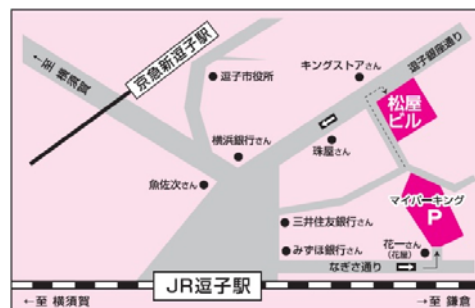 ↑至 横須賀
京急新逗子駅
逗子市役所
キングストアさん
逗子銀座通り
松屋
ビル
横浜銀行さん
珠屋さん
魚佐次さん
マイパーキング
P
三井住友銀行さん
みずほ銀行さん
花一さん
(花屋)
なぎさ通り
JR逗子駅
←至 横須賀
→至 鎌倉